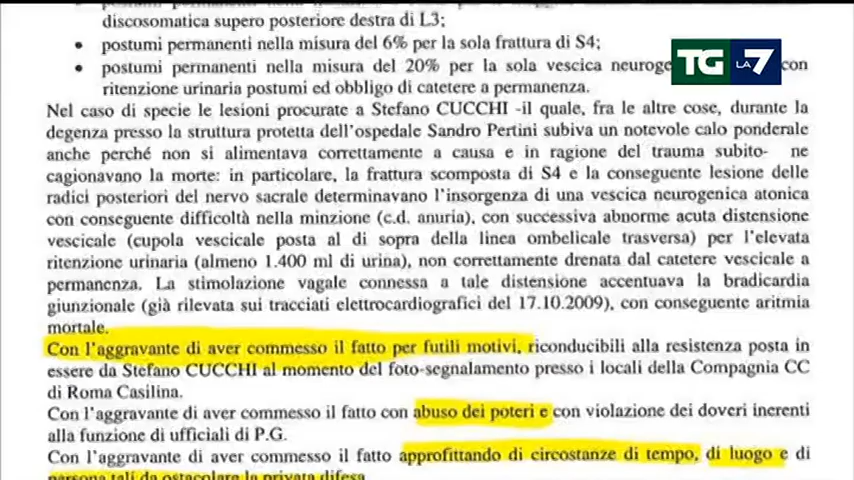 discosomatica supero posteriore destra di L3;
• postumi permanenti nella misura del 6% per la sola frattura di S4;
• postumi permanenti nella misura del 20% per la sola vescica con
TG LA 7
ritenzione urinaria postumi ed obbligo di catetere a permanenza.
Nel caso di specie le lesioni procurate a Stefano CUCCHI -il quale, fra le altre cose, durante la
degenza presso la struttura protetta dell'ospedale Sandro Pertini subiva un notevole calo ponderale
anche perché non si alimentava correttamente a causa e in ragione del trauma subito- ne
cagionavano la morte: in particolare, la frattura scomposta di S4 e la conseguente lesione delle
radici posteriori del nervo sacrale determinavano l'insorgenza di una vescica neurogenica atonica
con conseguente difficoltà nella minzione (c.d. anuria), con successiva abnorme acuta distensione
vescicale (cupola vescicale posta al di sopra della linea ombelicale trasversa) per l'elevata
ritenzione urinaria (almeno 1.400 ml di urina), non correttamente drenata dal catetere vescicale a
permanenza. La stimolazione vagale connessa a tale distensione accentuava la bradicardia
giunzionale (già rilevata sui tracciati elettrocardiografici del 17.10.2009), con conseguente aritmia
mortale.
Con l'aggravante di aver commesso il fatto per futili motivi, riconducibili alla resistenza posta in
essere da Stefano CUCCHI al momento del foto-segnalamento presso i locali della Compagnia CC
di Roma Casilina.
Con l'aggravante di aver commesso il fatto con abuso dei poteri e con violazione dei doveri inerenti
alla funzione di ufficiali di P.G.
Con l'aggravante di aver commesso il fatto approfittando di circostanze di tempo, di luogo e di
persona tali da ostacolare la privata difesa